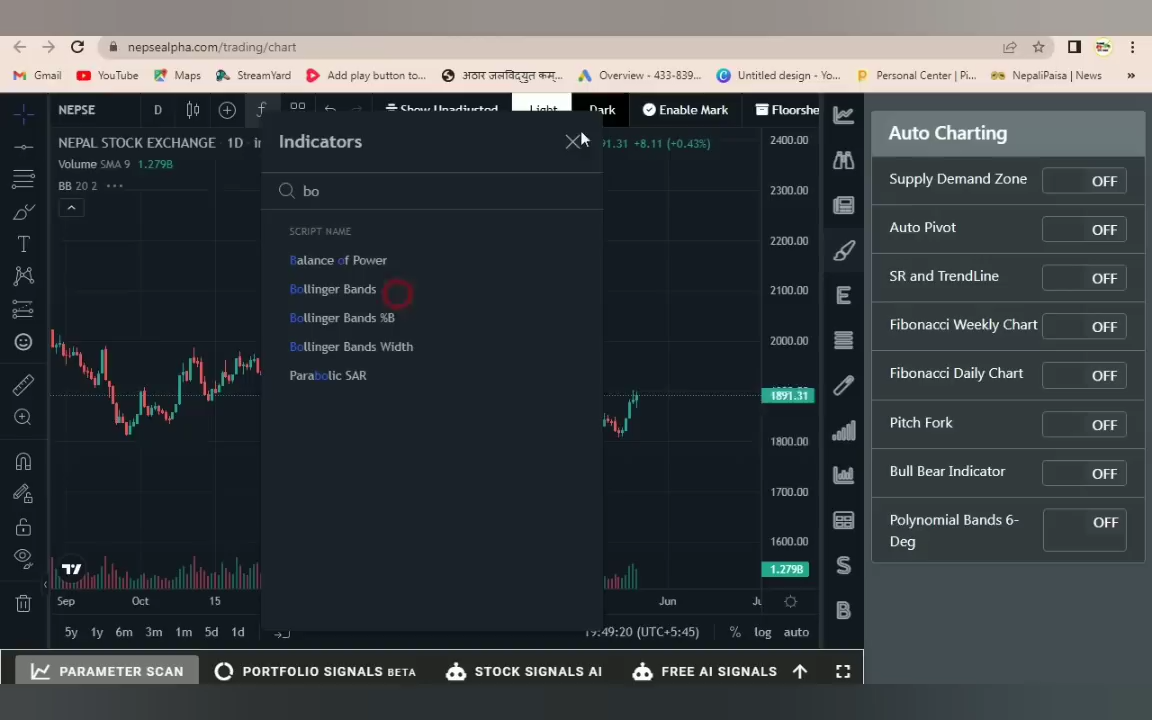 nepsealpha.com/trading/chart
Gmail
YouTube
Maps
StreamYard
Add play button to...
अठार जलविद्युत कम्...
Overview - 433-839...
Untitled design - Yo...
Personal Center | Pi...
NepaliPaisa | News
»
NEPSE
D
Show Unadjusted
Light
Dark
Enable Mark
Floorshe
NEPAL STOCK EXCHANGE · 1D ·
91.31 +8.11 (+0.43%)
Volume SMA 9 1.279B
BB 20 2
Indicators
bo
SCRIPT NAME
Balance of Power
Bollinger Bands
Bollinger Bands %B
Bollinger Bands Width
Parabolic SAR
2400.00
2300.00
2200.00
2100.00
2000.00
1891.31
1800.00
1700.00
1600.00
1.279B
Sep
Oct
15
Jun
5y
1y
6m
3m
1m
5d
1d
19:49:20 (UTC+5:45)
%
log
auto
E
S
B
Auto Charting
Supply Demand Zone OFF
Auto Pivot OFF
SR and TrendLine OFF
Fibonacci Weekly Chart OFF
Fibonacci Daily Chart OFF
Pitch Fork OFF
Bull Bear Indicator OFF
Polynomial Bands 6- OFF
Deg
PARAMETER SCAN
PORTFOLIO SIGNALS BETA
STOCK SIGNALS AI
FREE AI SIGNALS